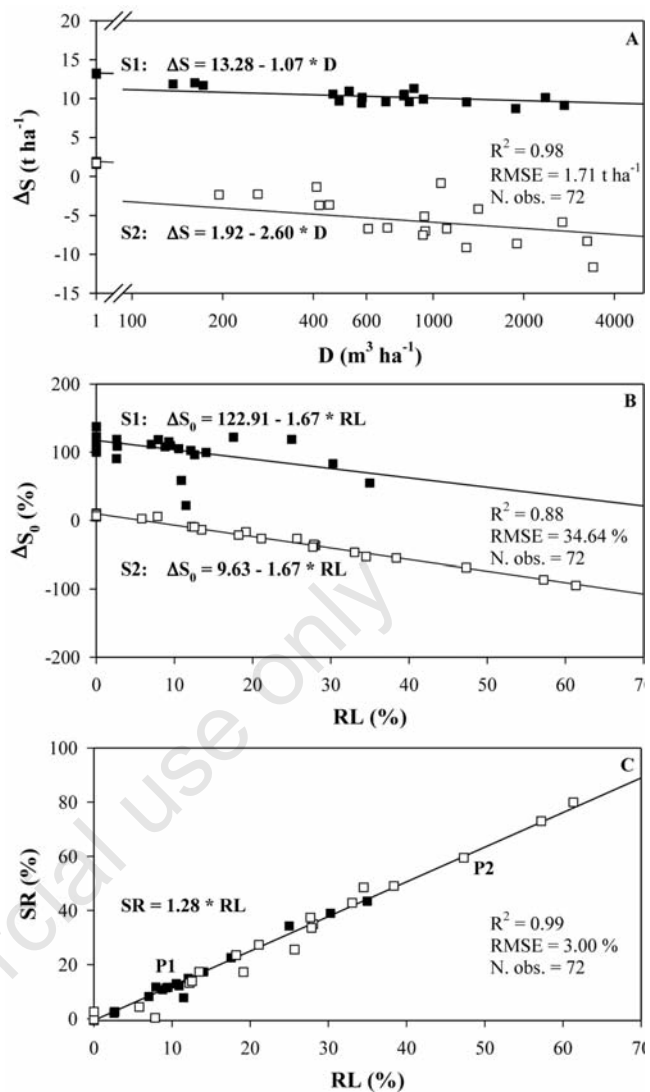 A
S1: ΔS = 13.28 - 1.07 * D
20
15
10
5
0
-5
-10
-15
ΔS (t ha⁻¹)
R² = 0.98
RMSE = 1.71 t ha⁻¹
N. obs. = 72
S2: ΔS = 1.92 - 2.60 * D
1 100 200 400 600 1000 2000 4000
D (m³ ha⁻¹)
B
S1: ΔS₀ = 122.91 - 1.67 * RL
200
100
0
-100
-200
ΔS₀ (%)
R² = 0.88
RMSE = 34.64 %
N. obs. = 72
S2: ΔS₀ = 9.63 - 1.67 * RL
0 10 20 30 40 50 60 70
RL (%)
C
100
80
60
40
20
0
SR (%)
P2
SR = 1.28 * RL
P1
R² = 0.99
RMSE = 3.00 %
N. obs. = 72
0 10 20 30 40 50 60 70
RL (%)
rcial use only